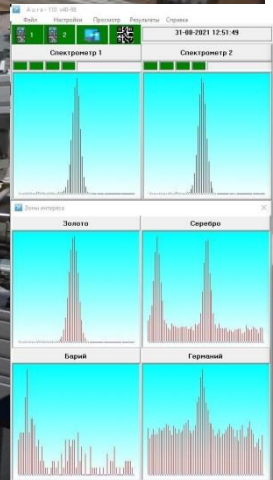 Файл Настройки Просмотр Результаты Справка
1 2 31-08-2021 12:51:49
Спектрометр 1 Спектрометр 2
Зоны интереса
Золото Серебро
Барий Германий